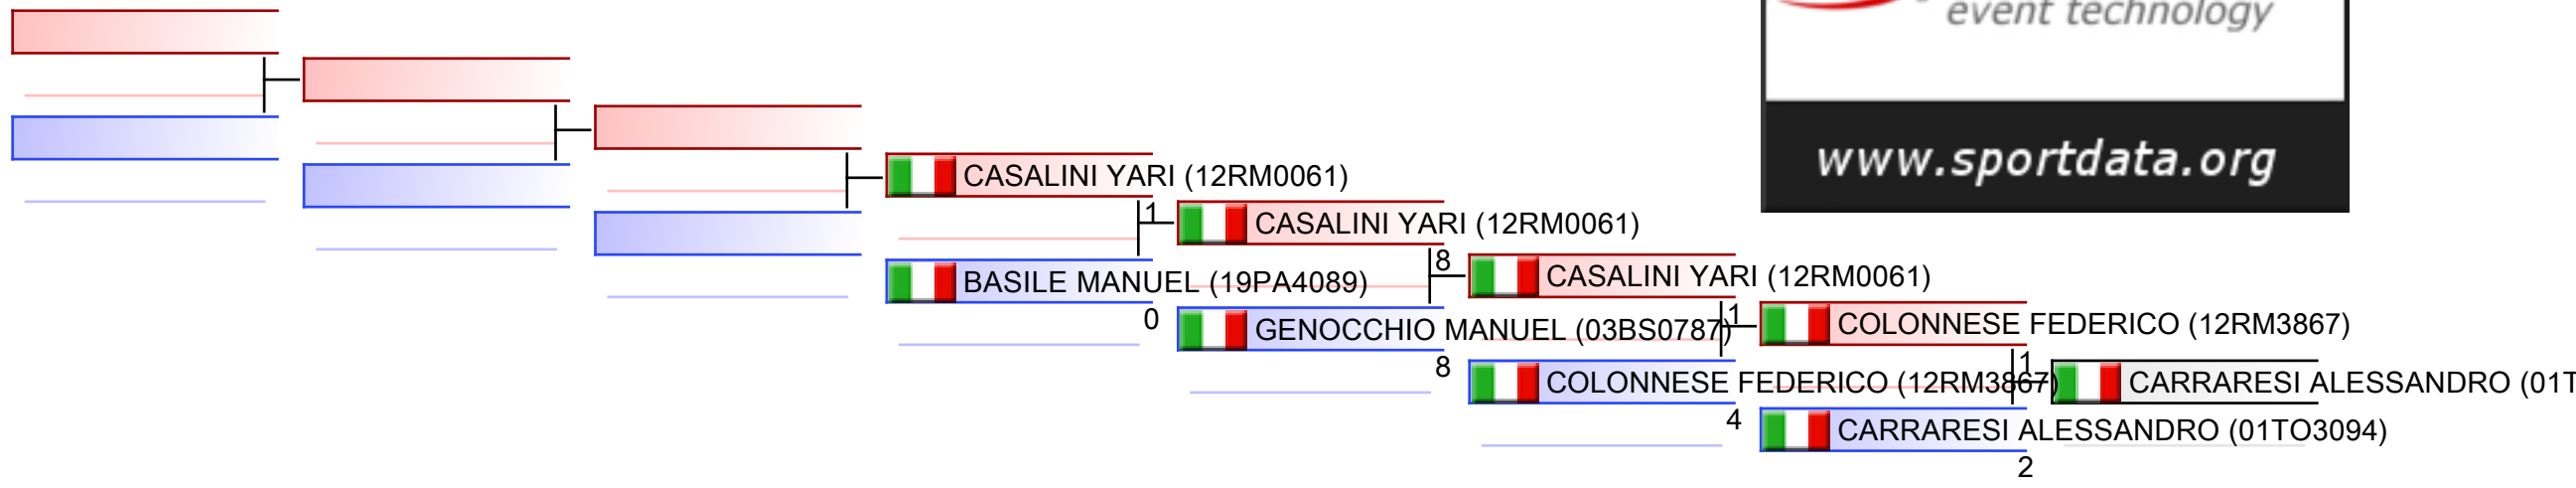 event technology
www.sportdata.org
CASALINI YARI (12RM0061)
1
CASALINI YARI (12RM0061)
BASILE MANUEL (19PA4089)
0
8
CASALINI YARI (12RM0061)
GENOCCHIO MANUEL (03BS0787)
8
1
COLONNESE FEDERICO (12RM3867)
COLONNESE FEDERICO (12RM3867)
4
1
CARRARESI ALESSANDRO (01T
CARRARESI ALESSANDRO (01TO3094)
2